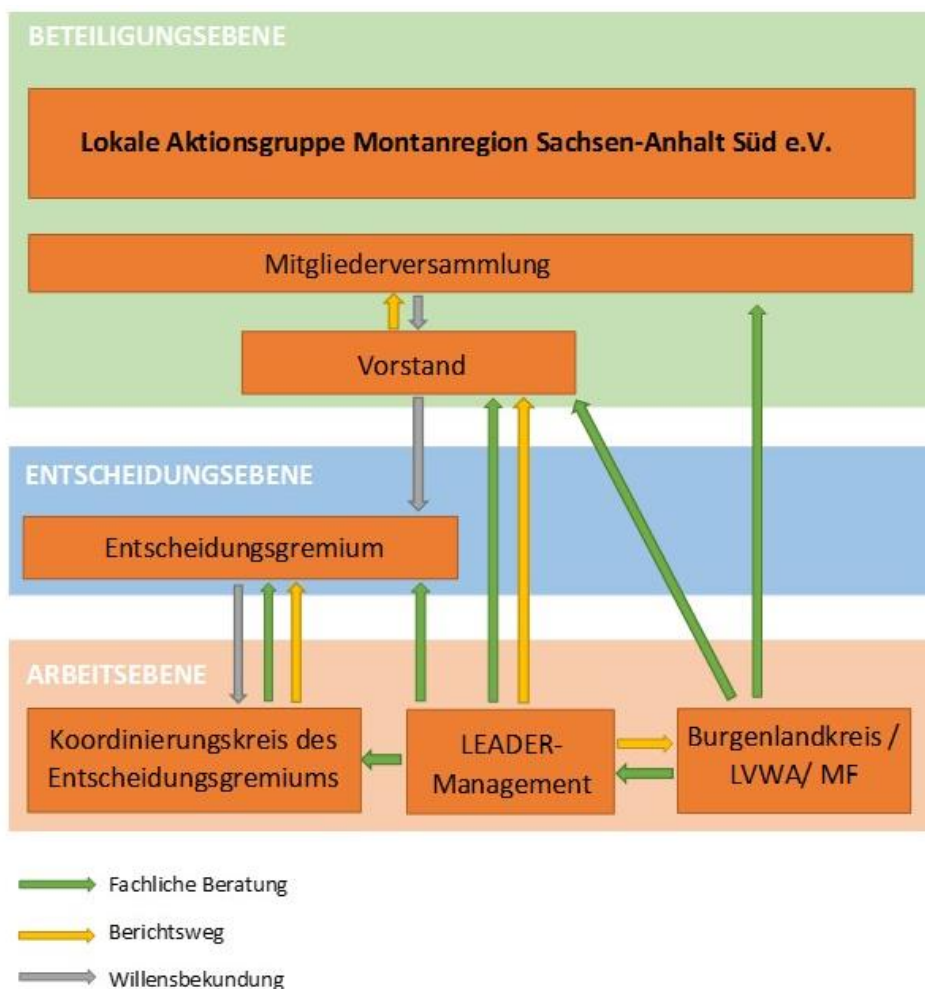 BETEILIGUNGSEBENE
Lokale Aktionsgruppe Montanregion Sachsen-Anhalt Süd e.V.
Mitgliederversammlung
Vorstand
ENTSCHEIDUNGSEBENE
Entscheidungsgremium
ARBEITSEBENE
Koordinierungskreis des
Entscheidungsgremiums
LEADER-
Management
Burgenlandkreis /
LVWA/ MF
Fachliche Beratung
Berichtsweg
Willensbekundung